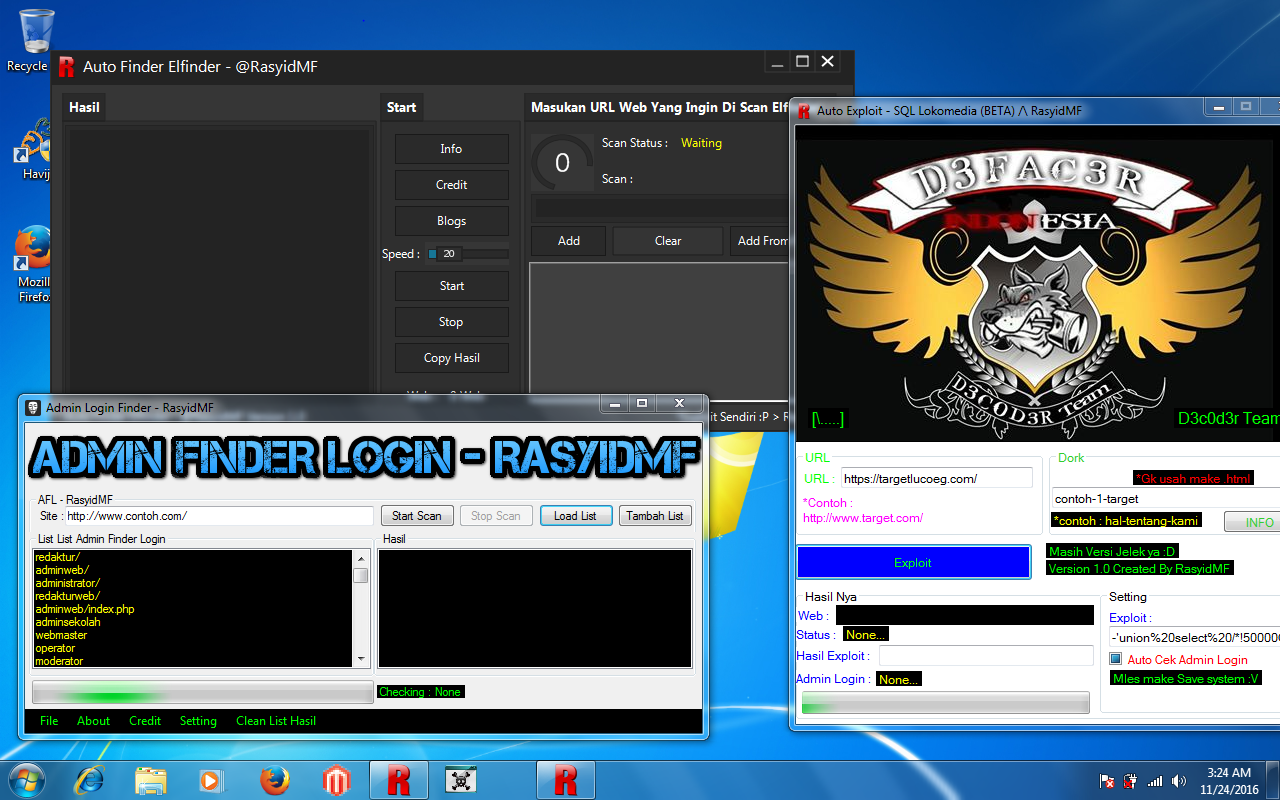 Recycle
Havij
Mozil
Firefo
Auto Finder Elfinder - @RasyidMF
Hasil
Start
Info
Credit
Blogs
Speed :
20
Start
Stop
Copy Hasil
Masukan URL Web Yang Ingin Di Scan Elf
0
Scan Status : Waiting
Scan :
Add
Clear
Add From
it Sendiri :P > R
Auto Exploit - SQL Lokomedia (BETA) /\ RasyidMF
D3FAC3R
INDONESIA
D3C0D3R Team
[\.....]
D3c0d3r Team
URL
URL : https://targetlucoeg.com/
*Contoh :
http://www.target.com/
Dork
*Gk usah make .html
contoh-1-target
*contoh : hal-tentang-kami
INFO
Exploit
Masih Versi Jelek ya :D
Version 1.0 Created By RasyidMF
Hasil Nya
Web :
Status : None...
Hasil Exploit :
Admin Login : None...
Setting
Exploit :
-'union%20select%20/*!50000
Auto Cek Admin Login
Mles make Save system :V
Admin Login Finder - RasyidMF
ADMIN FINDER LOGIN - RASYIDMF
AFL - RasyidMF
Site : http://www.contoh.com/
Start Scan
Stop Scan
Load List
Tambah List
List List Admin Finder Login
redaktur/
adminweb/
administrator/
redakturweb/
adminweb/index.php
adminsekolah
webmaster
operator
moderator
Hasil
Checking : None
File
About
Credit
Setting
Clean List Hasil
3:24 AM
11/24/2016